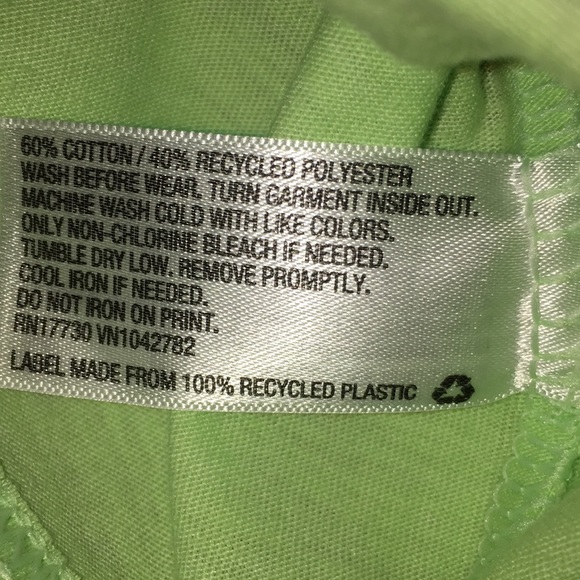 60% COTTON / 40% RECYCLED POLYESTER
WASH BEFORE WEAR. TURN GARMENT INSIDE OUT.
MACHINE WASH COLD WITH LIKE COLORS.
ONLY NON-CHLORINE BLEACH IF NEEDED.
TUMBLE DRY LOW. REMOVE PROMPTLY.
COOL IRON IF NEEDED.
DO NOT IRON ON PRINT.
RN17730 VN1042782
LABEL MADE FROM 100% RECYCLED PLASTIC